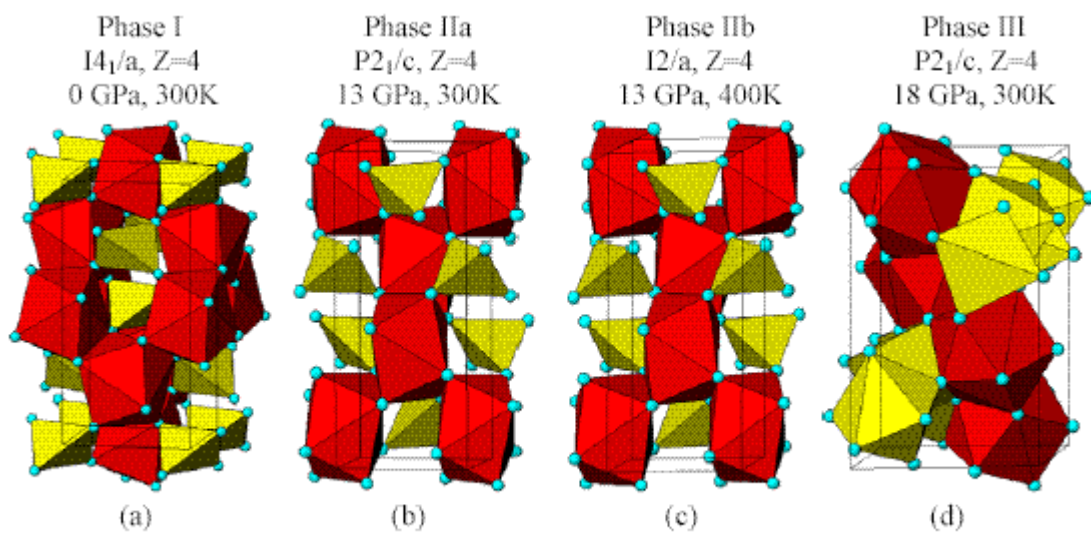 Phase I
I4₁/a, Z=4
0 GPa, 300K
Phase IIa
P2₁/c, Z=4
13 GPa, 300K
Phase IIb
I2/a, Z=4
13 GPa, 400K
Phase III
P2₁/c, Z=4
18 GPa, 300K
(a)
(b)
(c)
(d)